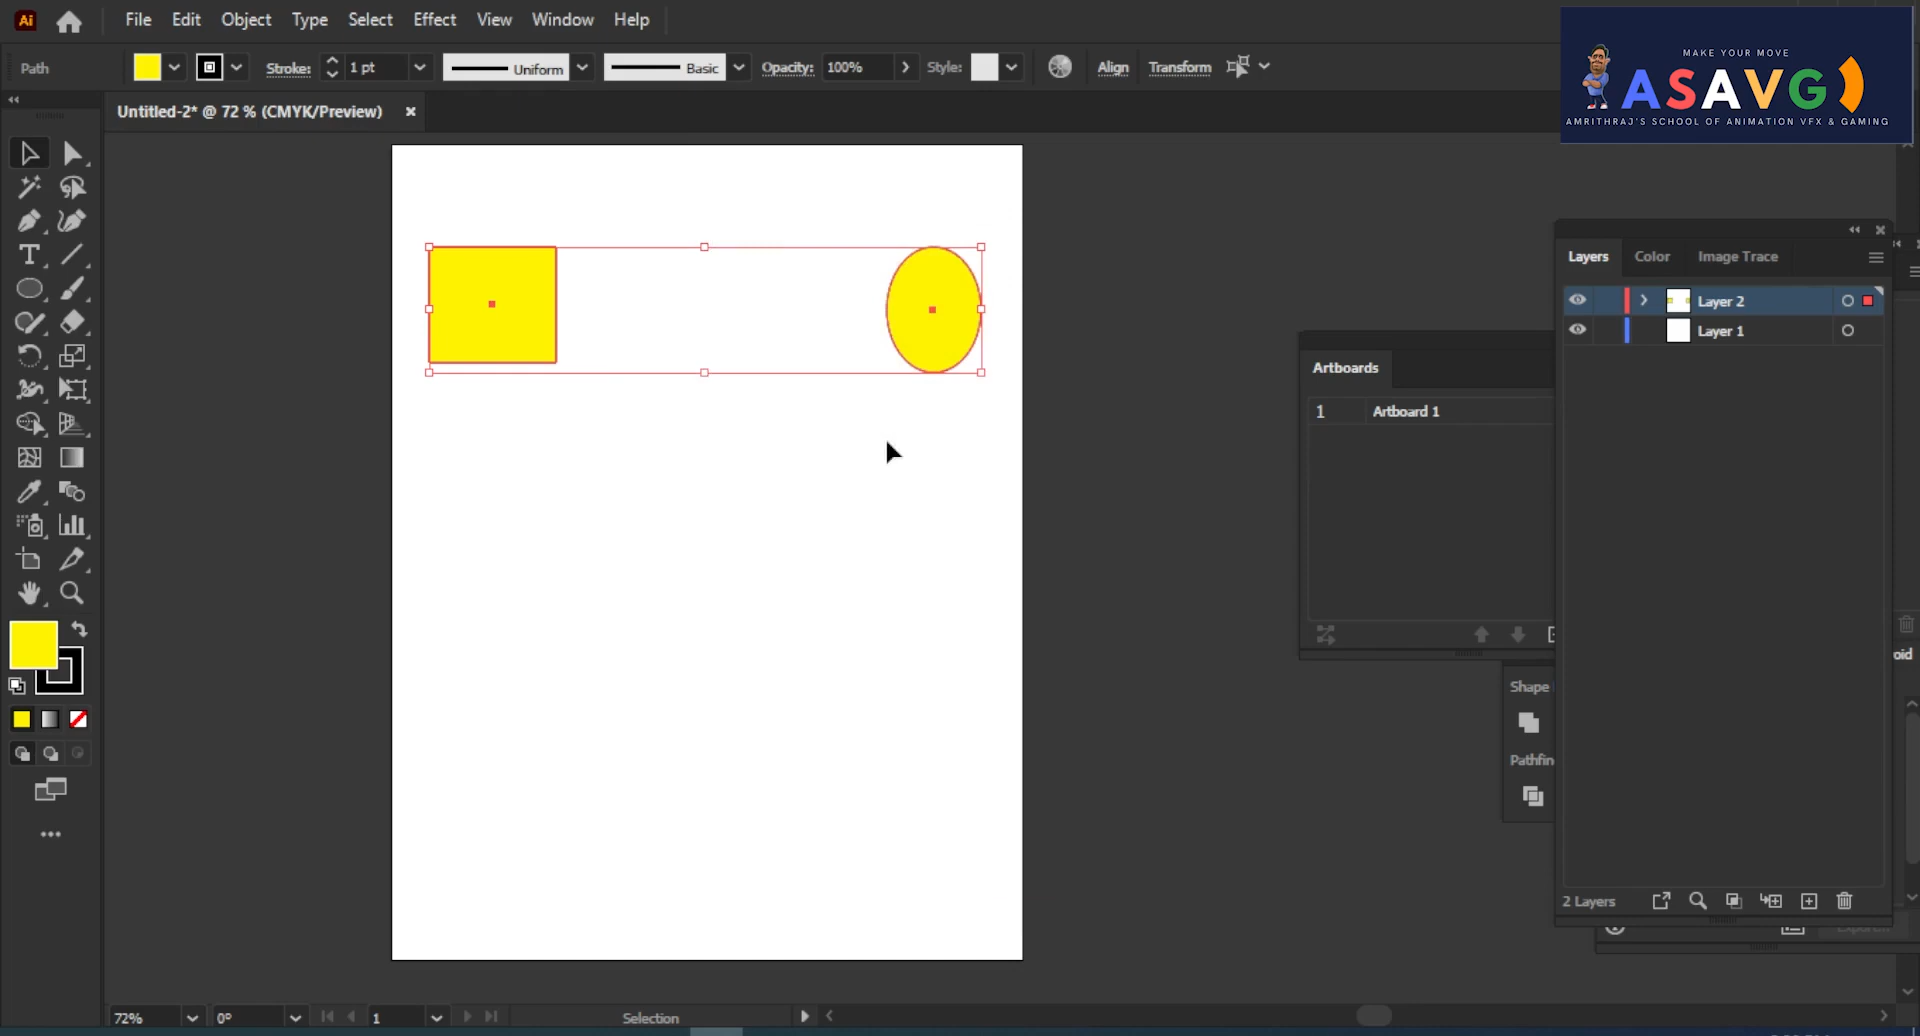 Ai File Edit Object Type Select Effect View Window Help
MAKE YOUR MOVE
ASAVG
AMRITHRAJ'S SCHOOL OF ANIMATION VFX & GAMING
Path Stroke: 1 pt Uniform Basic Opacity: 100% Style: Align Transform
Untitled-2* @ 72 % (CMYK/Preview)
Layers Color Image Trace
Layer 2
Layer 1
Artboards
1 Artboard 1
oid
Shape
Pathfin
2 Layers
72% 0° 1 Selection